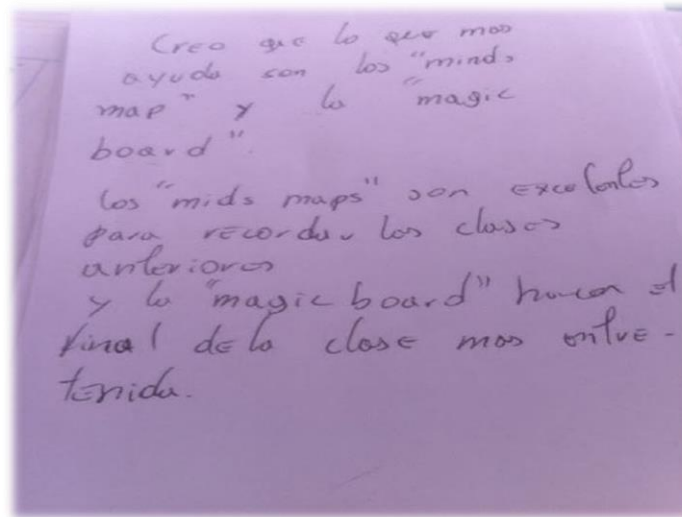 Creo que lo que mas
ayuda son los "minds
map" y la "magic
board".
los "mids maps" son excelentes
para recordar las clases
anteriores
y la "magic board" hacen el
final de la clase mas entre-
tenida.